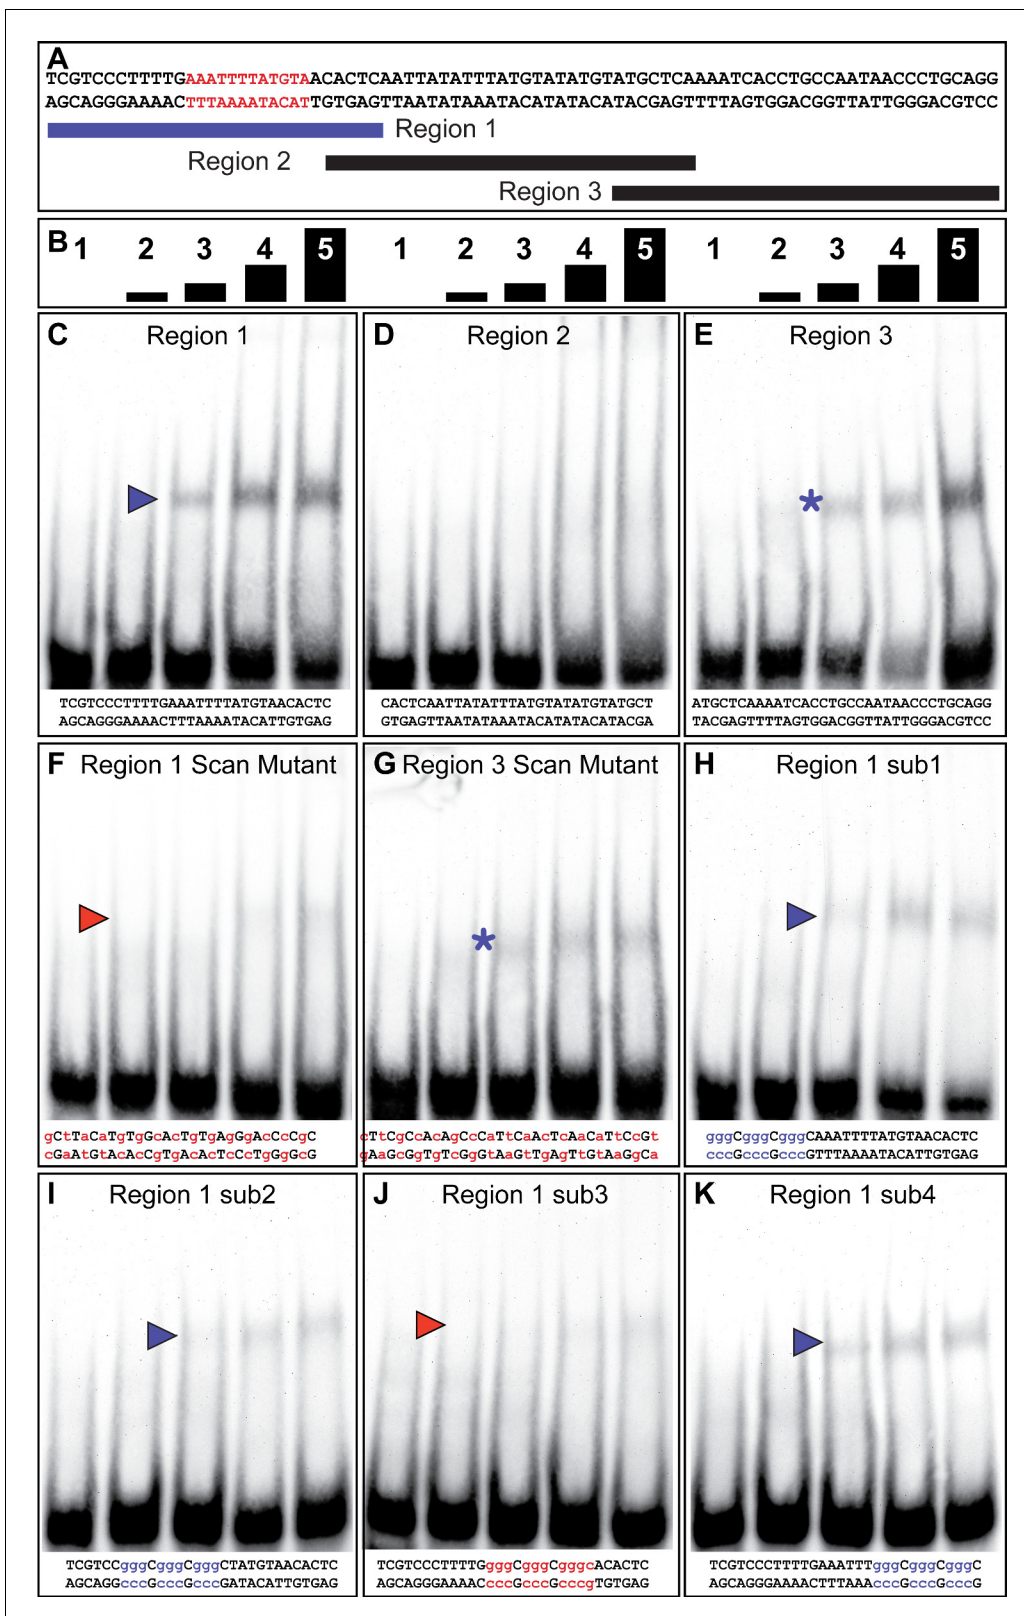 A
TCGTCCCTTTTGAAATTTTATGTAACACTCAATTATATTTATGTATATGTATGCTCAAAATCACCTGCCAATAACCCTGCAGG
AGCAGGGAAAACTTTAAAATACATTGTGAGTTAATATAAATACATATACATACGAGTTTTAGTGGACGGTTATTGGGACGTCC
Region 1
Region 2
Region 3
B 1 2 3 4 5 1 2 3 4 5 1 2 3 4 5
C Region 1
TCGTCCCTTTTGAAATTTTATGTAACACTC
AGCAGGGAAAACTTTAAAATACATTGTGAG
D Region 2
CACTCAATTATATTTATGTATATGTATGCT
GTGAGTTAATATAAATACATATACATACGA
E Region 3
ATGCTCAAAATCACCTGCCAATAACCCTGCAGG
TACGAGTTTTAGTGGACGGTTATTGGGACGTCC
F Region 1 Scan Mutant
gCtTaCaTgTgGCAcTgTgAgGgAcCcCgC
cGaAtGtACAcCGtgACACtCcCtGgGgCG
G Region 3 Scan Mutant
cTtCgCCaCAgCCCaTtCaACtCAaCAtTCCGt
gAaGCGgtGtCGGgtAaGtTgAgtTGtAaGgCa
*
H Region 1 sub1
gggCgggCgggCAAATTTTATGTAACACTC
cccGcccGcccGTTTAAAATACATTGTGAG
I Region 1 sub2
TCGTCCgggCgggCgggCTATGTAACACTC
AGCAGGcccGcccGcccGATACATTGTGAG
J Region 1 sub3
TCGTCCCTTTTGgggCgggCgggcACACTC
AGCAGGGAAAACcccGcccGcccgTGTGAG
K Region 1 sub4
TCGTCCCTTTTGAAATTTgggCgggCgggC
AGCAGGGAAAACTTTAAAcccGcccGcccG